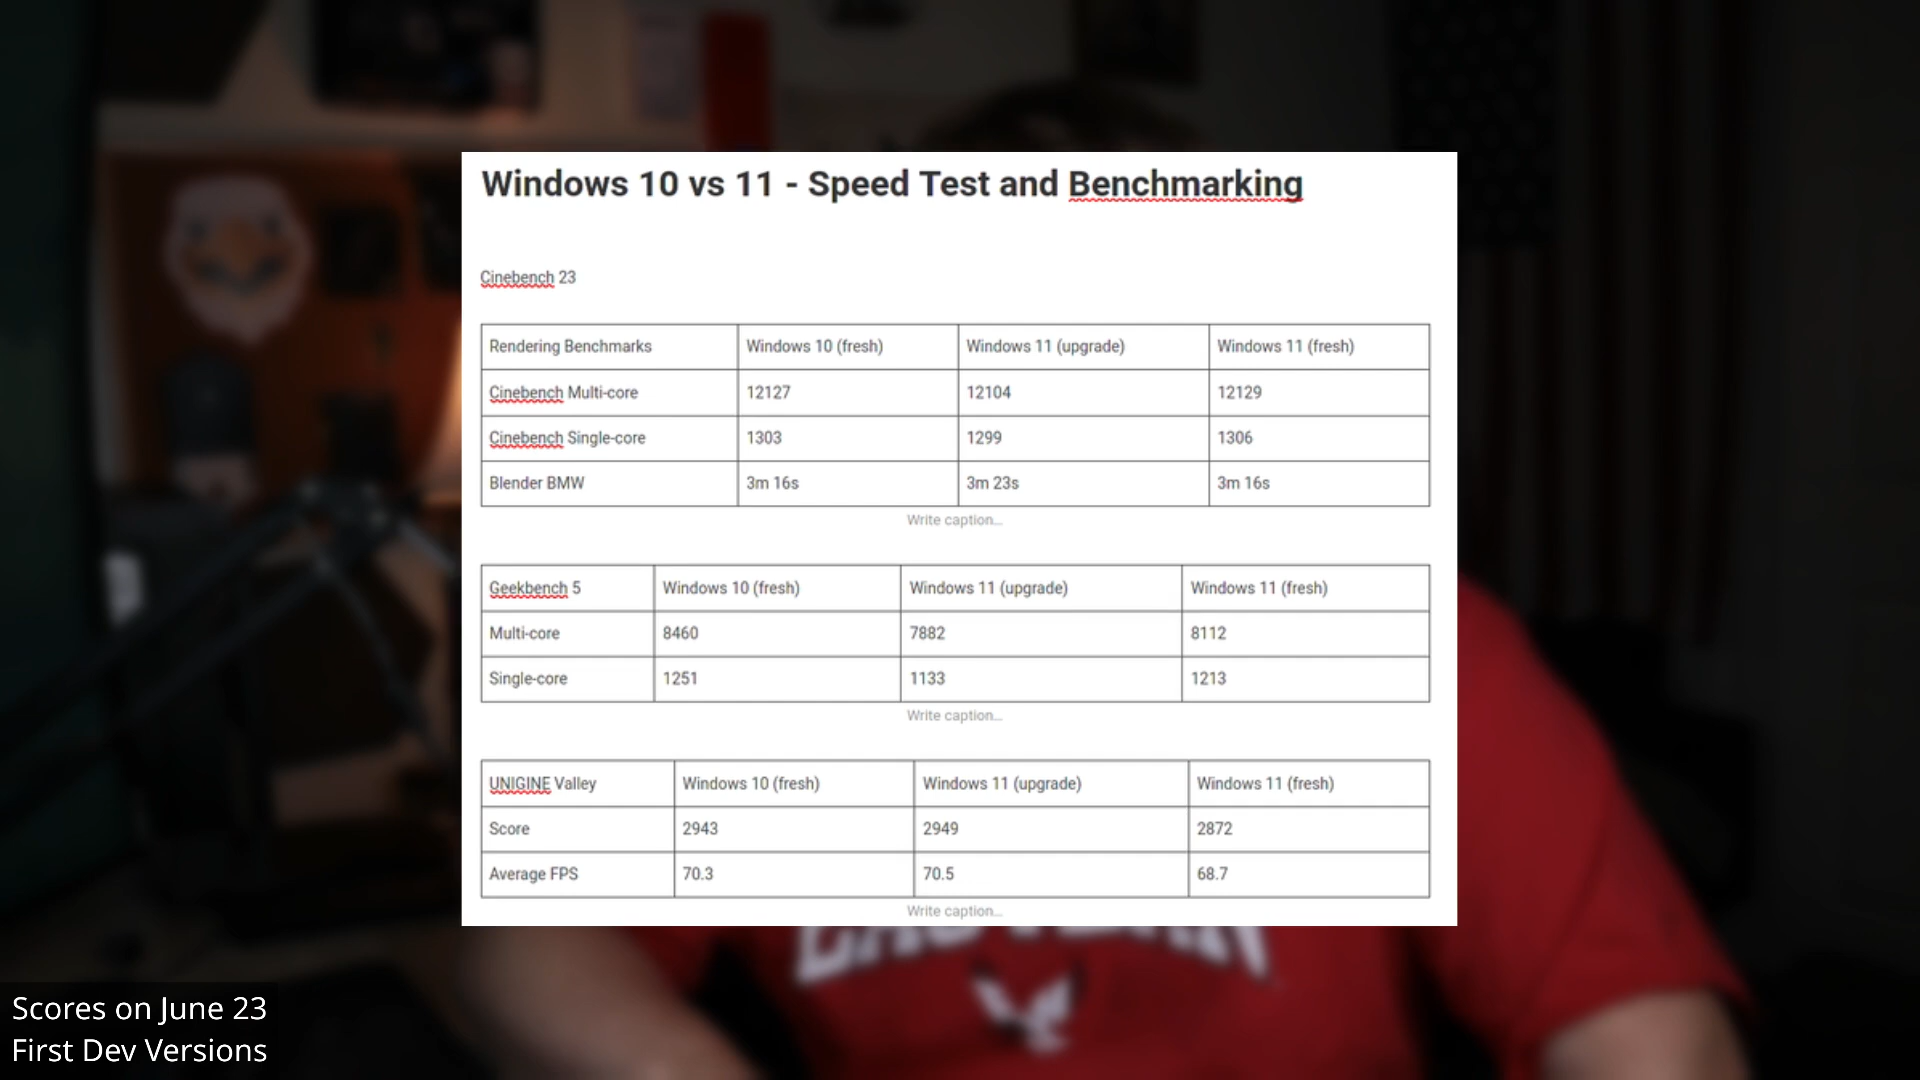 Windows 10 vs 11 - Speed Test and Benchmarking
Cinebench 23
Rendering Benchmarks Windows 10 (fresh) Windows 11 (upgrade) Windows 11 (fresh)
Cinebench Multi-core 12127 12104 12129
Cinebench Single-core 1303 1299 1306
Blender BMW 3m 16s 3m 23s 3m 16s
Write caption...
Geekbench 5 Windows 10 (fresh) Windows 11 (upgrade) Windows 11 (fresh)
Multi-core 8460 7882 8112
Single-core 1251 1133 1213
Write caption...
UNIGINE Valley Windows 10 (fresh) Windows 11 (upgrade) Windows 11 (fresh)
Score 2943 2949 2872
Average FPS 70.3 70.5 68.7
Write caption...
Scores on June 23
First Dev Versions